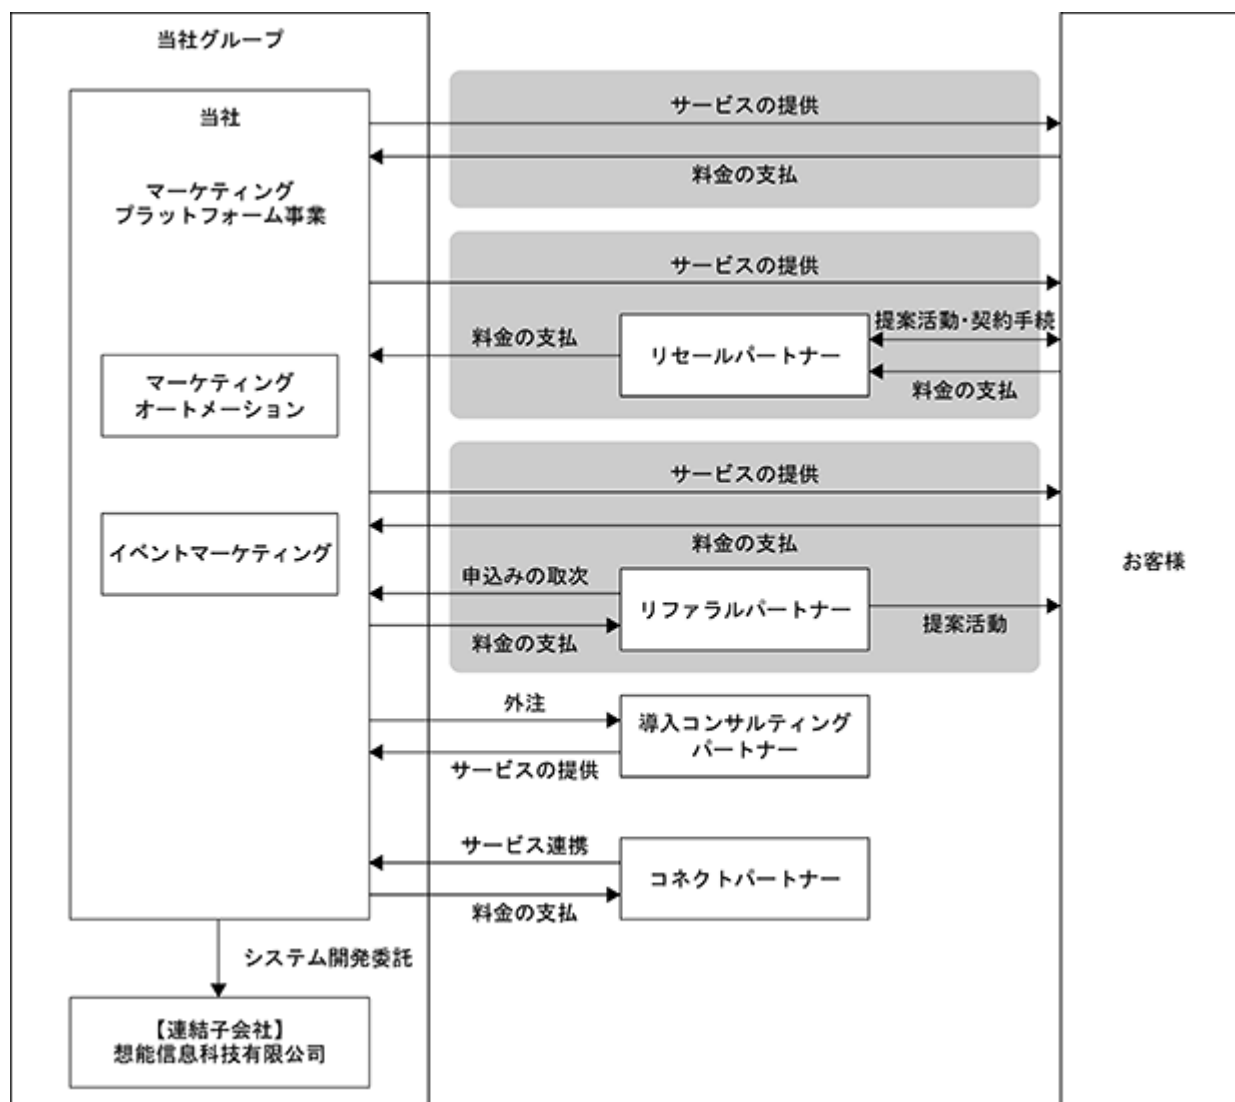 当社グループ
当社
マーケティング
プラットフォーム事業
マーケティング
オートメーション
イベントマーケティング
システム開発委託
【連結子会社】
想能信息科技有限公司
サービスの提供
料金の支払
サービスの提供
料金の支払
リセールパートナー
提案活動・契約手続
料金の支払
サービスの提供
料金の支払
申込みの取次
リファラルパートナー
料金の支払
提案活動
外注
導入コンサルティング
パートナー
サービスの提供
サービス連携
コネクトパートナー
料金の支払
お客様